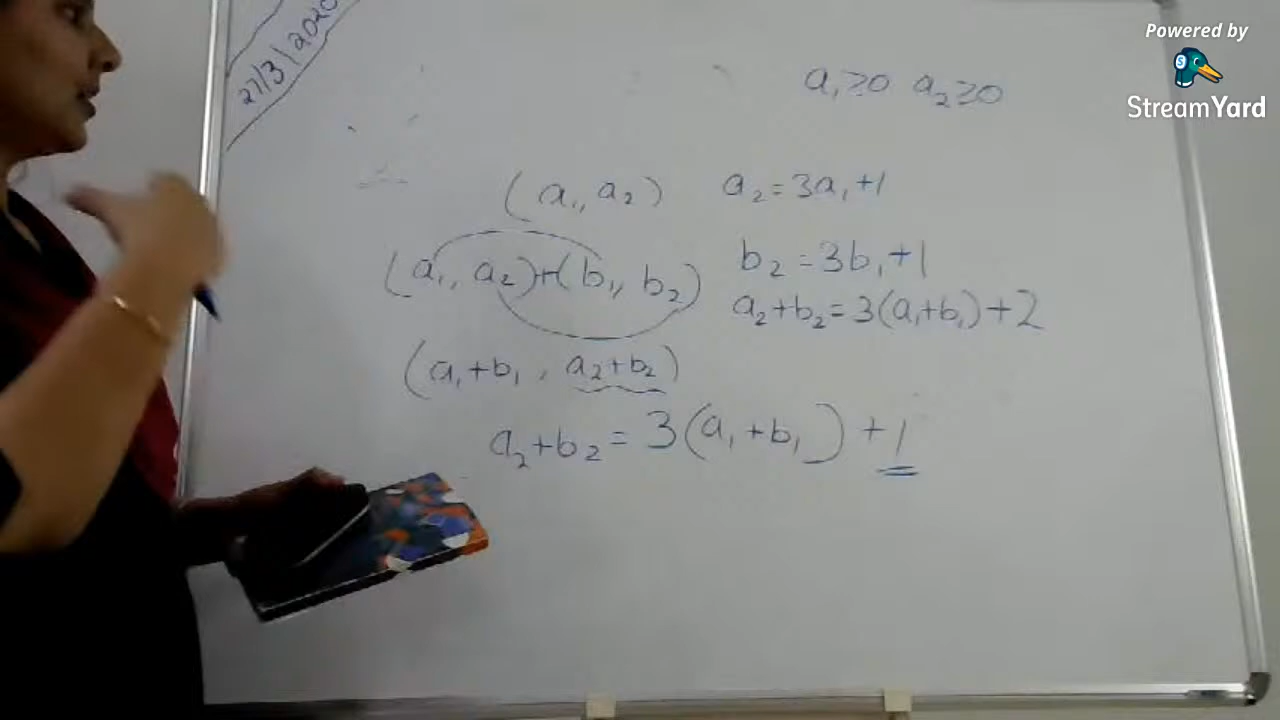 Powered by
StreamYard
27/3/2020
a₁≥0 a₂≥0
(a₁, a₂) a₂=3a₁+1
(a₁, a₂)+(b₁, b₂) b₂=3b₁+1
a₂+b₂=3(a₁+b₁)+2
(a₁+b₁, a₂+b₂)
a₂+b₂=3(a₁+b₁)+1